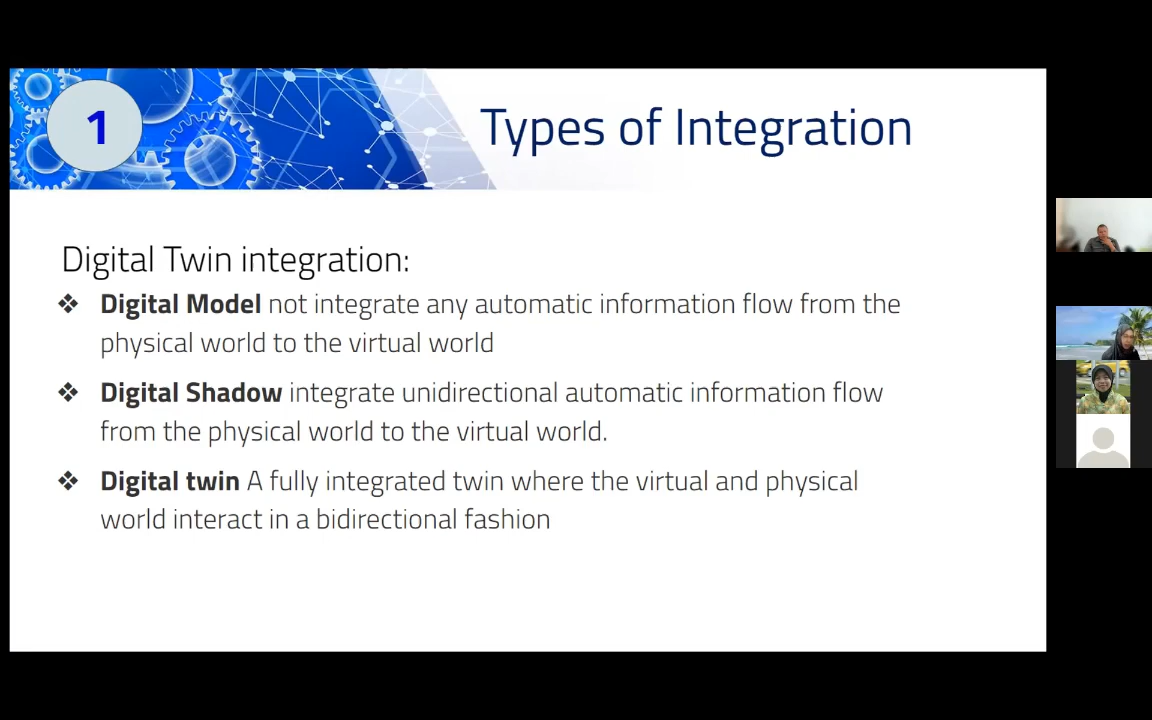 1
Types of Integration
Digital Twin integration:
❖ Digital Model not integrate any automatic information flow from the
physical world to the virtual world
❖ Digital Shadow integrate unidirectional automatic information flow
from the physical world to the virtual world.
❖ Digital twin A fully integrated twin where the virtual and physical
world interact in a bidirectional fashion